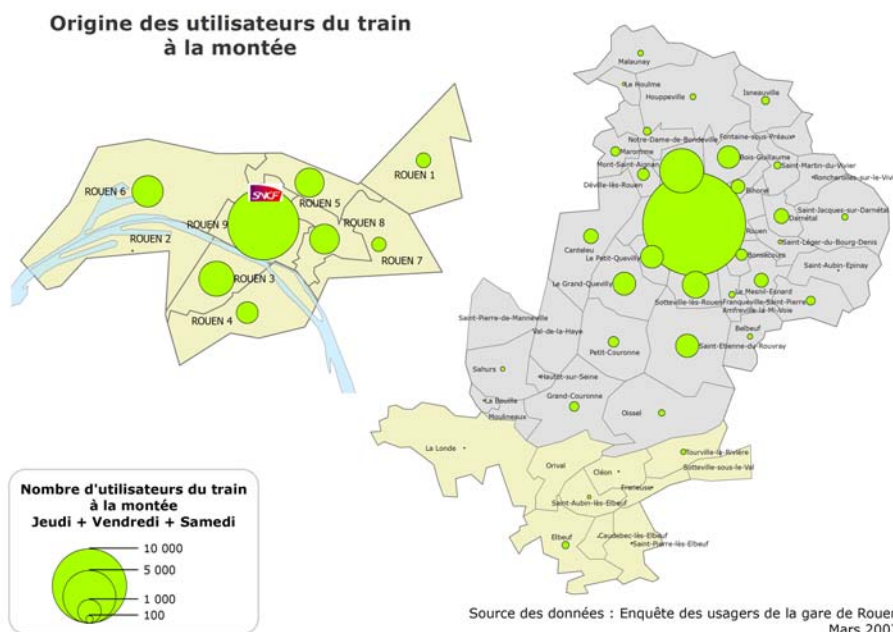 Origine des utilisateurs du train
à la montée
ROUEN 1
ROUEN 6
SNCF
ROUEN 5
ROUEN 9
ROUEN 8
ROUEN 2
ROUEN 7
ROUEN 3
ROUEN 4
Malaunay
Le Houlme
Houppeville
Isneauville
Notre-Dame-de-Bondeville
Fontaine-sous-Préaux
Maromme
Bois-Guillaume
Mont-Saint-Aignan
Saint-Martin-du-Vivier
Déville-lès-Rouen
Bihorel
Saint-Jacques-sur-Darnétal
Darnétal
Rouen
Canteleu
Saint-Léger-du-Bourg-Denis
Le Petit-Quevilly
Bonsecours
Saint-Aubin-Epinay
Le Grand-Quevilly
Le Mesnil-Esnard
Sotteville-lès-Rouen
Franqueville-Saint-Pierre
Amfreville-la-Mi-Voie
Saint-Pierre-de-Manneville
Val-de-la-Haye
Belbeuf
Petit-Couronne
Saint-Etienne-du-Rouvray
Sahurs
Hautot-sur-Seine
La Bouille
Grand-Couronne
Moulineaux
Oissel
La Londe
Tourville-la-Rivière
Orival
Cléon
Sotteville-sous-le-Val
Freneuse
Saint-Aubin-lès-Elbeuf
Elbeuf
Caudebec-lès-Elbeuf
Saint-Pierre-lès-Elbeuf
Nombre d'utilisateurs du train
à la montée
Jeudi + Vendredi + Samedi
10 000
5 000
1 000
100
Source des données : Enquête des usagers de la gare de Rouen